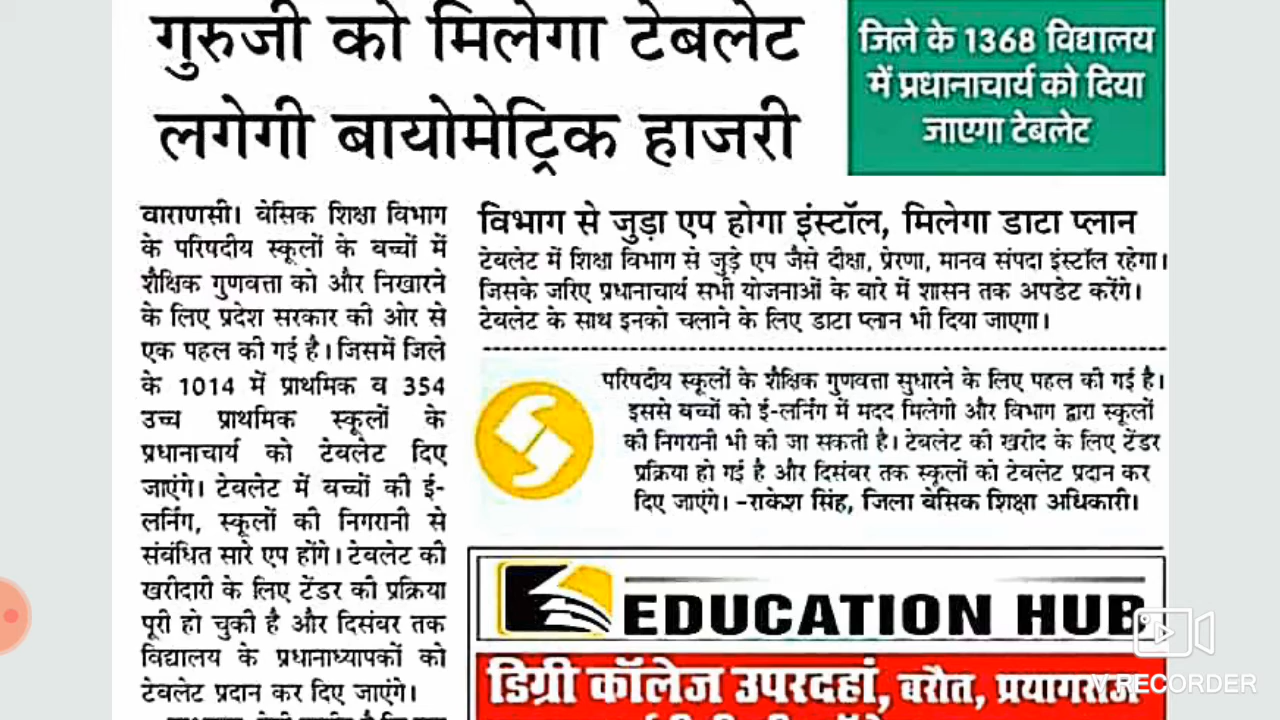 गुरुजी को मिलेगा टेबलेट
लगेगी बायोमेट्रिक हाजरी
जिले के 1368 विद्यालय
में प्रधानाचार्य को दिया
जाएगा टेबलेट
वाराणसी। बेसिक शिक्षा विभाग
के परिषदीय स्कूलों के बच्चों में
शैक्षिक गुणवत्ता को और निखारने
के लिए प्रदेश सरकार की ओर से
एक पहल की गई है। जिसमें जिले
के 1014 में प्राथमिक व 354
उच्च प्राथमिक स्कूलों के
प्रधानाचार्य को टेबलेट दिए
जाएंगे। टेबलेट में बच्चों की ई-
लर्निंग, स्कूलों की निगरानी से
संबंधित सारे एप होंगे। टेबलेट की
खरीदारी के लिए टेंडर की प्रक्रिया
पूरी हो चुकी है और दिसंबर तक
विद्यालय के प्रधानाध्यापकों को
टेबलेट प्रदान कर दिए जाएंगे।
विभाग से जुड़ा एप होगा इंस्टॉल, मिलेगा डाटा प्लान
टेबलेट में शिक्षा विभाग से जुड़े एप जैसे दीक्षा, प्रेरणा, मानव संपदा इंस्टॉल रहेगा।
जिसके जरिए प्रधानाचार्य सभी योजनाओं के बारे में शासन तक अपडेट करेंगे।
टेबलेट के साथ इनको चलाने के लिए डाटा प्लान भी दिया जाएगा।
परिषदीय स्कूलों के शैक्षिक गुणवत्ता सुधारने के लिए पहल की गई है।
इससे बच्चों को ई-लर्निंग में मदद मिलेगी और विभाग द्वारा स्कूलों
की निगरानी भी की जा सकती है। टेबलेट की खरीद के लिए टेंडर
प्रक्रिया हो गई है और दिसंबर तक स्कूलों को टेबलेट प्रदान कर
दिए जाएंगे। -राकेश सिंह, जिला बेसिक शिक्षा अधिकारी।
EDUCATION HUB
डिग्री कॉलेज उपरदहां, बरौत, प्रयागराज
V RECORDER